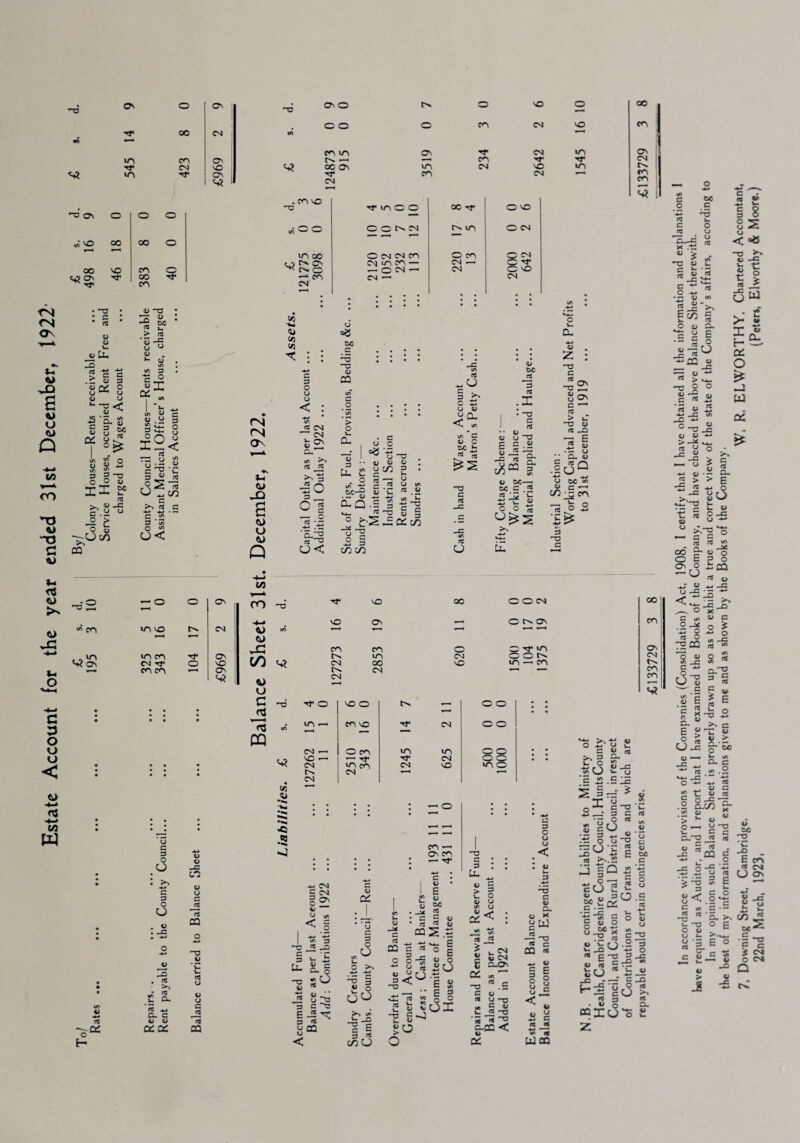 Estate Account for the year ended 31st December, 1922.
To/ £ s. d.
Rates ... 195 3 10
Repairs ... 325 5 11
Rent payable to the County Council... 343 16 0
Balance carried to Balance Sheet 104 17 0
£969 2 9
By/ £ s. d. £ s. d.
Colony Houses—Rents receivable ... 498 16 9
Service Houses, occupied Rent Free and
charged to Wages Account ... 46 18 0
545 14 9
County Council Houses—Rents receivable ... 383 8 0
Assistant Medical Officer's House, charged
in Salaries Account ... 40 0 0
423 8 0
£969 2 9
Balance Sheet 31st. December, 1922.
Liabilities. £ s. d. £ s. d.
Accumulated Fund—
Balance as per last Account ... 127262 15 4
Add: Contributions 1922 ... 11 1 0
127273 16 4
Sundry Creditors ... 2510 3 6
Cambs. County Council—Rent ... 343 16 0
2853 19 6
Overdraft due to Bankers—
General Account ... 1245 14 7
Less: Cash at Bankers—
Committee of Management 493 11 11
House Committee ... 131 11 0
625 2 11
620 11 8
Repairs and Renewals Reserve Fund—
Balance as per last Account ... 500 0 0
Added in 1922 ... 1000 0 0
1500 0 0
Estate Account Balance ... 104 17 0
Balance Income and Expenditure Account 1375 19 2
£133729 3 8
Assets. £ s. d. £ s. d.
Capital Outlay as per last Account ... 121775 0 3
Additional Outlay 1922 ... 3098 0 6
124873 0 9
Stock of Pigs, Fuel, Provisions, Bedding &c. ... 915 0 0
Sundry Debtors:—
Maintenance &c. ... 2120
Industrial Section ... 1052
Rents accrued ... 232
Sundries ... 113
3519 0 7
Cash in hand—Wages Account ... 220 17 8
Matron's Petty Cash ... 13 5 4
234 3 0
Cottage Scheme:—
Working Balance ... 2000 0 0
Material supplied and Haulage... 642 2 6
2642 2 6
Industrial Section:
Working Capital advanced and Net Profits
to 31st December, 1919 ... 1545 16 10
£133729 3 8
N.B. There are contingent Liabilities to Ministry of
Health, Cambridgeshire County Council, County
Council, and Caxton Rural District Council, in respect
of Contributions or Grants made and which are
repayable should certain contingencies arise.
In accordance with the provisions of the Companies (Consolidation) Act, 1908, I certify that I have obtained all the information and explanations I
have required as Auditor, and I report that I have examined the Books of the Company, and have checked the above Balance Sheet therewith.
In my opinion such Balance Sheet is properly drawn up so as to exhibit a true and correct view of the state of the Company's affairs, according to
the best of my information, and explanations given to me and as shown by the Books of the Company.
7, Downing Street, Cambridge.
22nd March, 1923,
W. R. ELWORTHY, Chartered Accountant,
(Peters, Elworthy & Moore.)